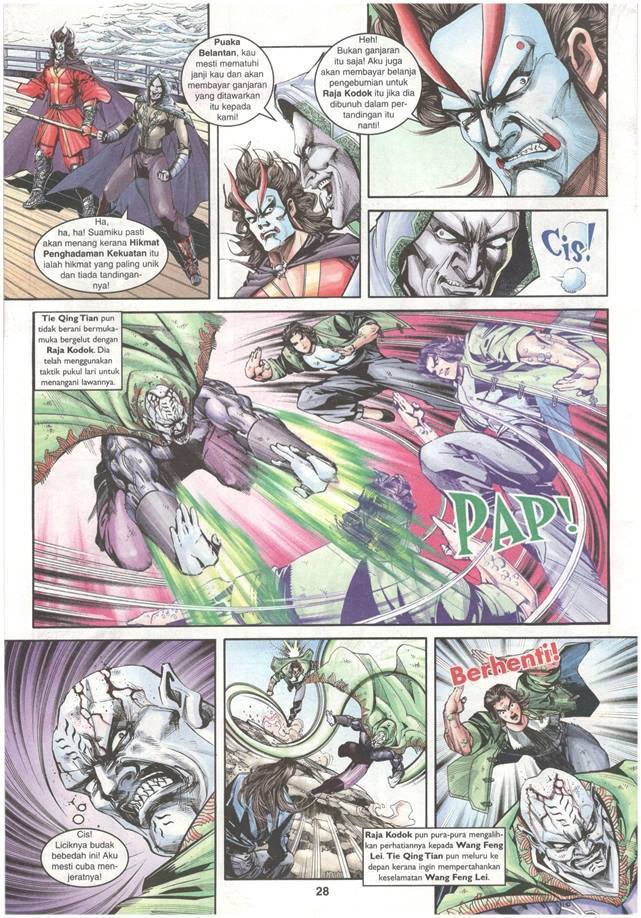 Puaka
Belantan, kau
mesti mematuhi
janji kau dan akan
membayar ganjaran
yang ditawarkan
itu kepada
kami!
Heh!
Bukan ganjaran
itu saja! Aku juga
akan membayar belanja
pengebumian untuk
Raja Kodok itu jika dia
dibunuh dalam per-
tandingan itu
nanti!
Ha,
ha, ha! Suamiku pasti
akan menang kerana Hikmat
Penghadaman Kekuatan itu
ialah hikmat yang paling unik
dan tiada tandingan-
nya!
Cis!
Tie Qing Tian pun
tidak berani bermuka-
muka bergelut dengan
Raja Kodok. Dia
telah menggunakan
taktik pukul lari untuk
menangani lawannya.
PAP!
Cis!
Liciknya budak
bebedah ini! Aku
mesti cuba men-
jeratnya!
Berhenti!
Raja Kodok pun pura-pura mengalih-
kan perhatiannya kepada Wang Feng
Lei. Tie Qing Tian pun meluru ke
depan kerana ingin mempertahankan
keselamatan Wang Feng Lei.
28